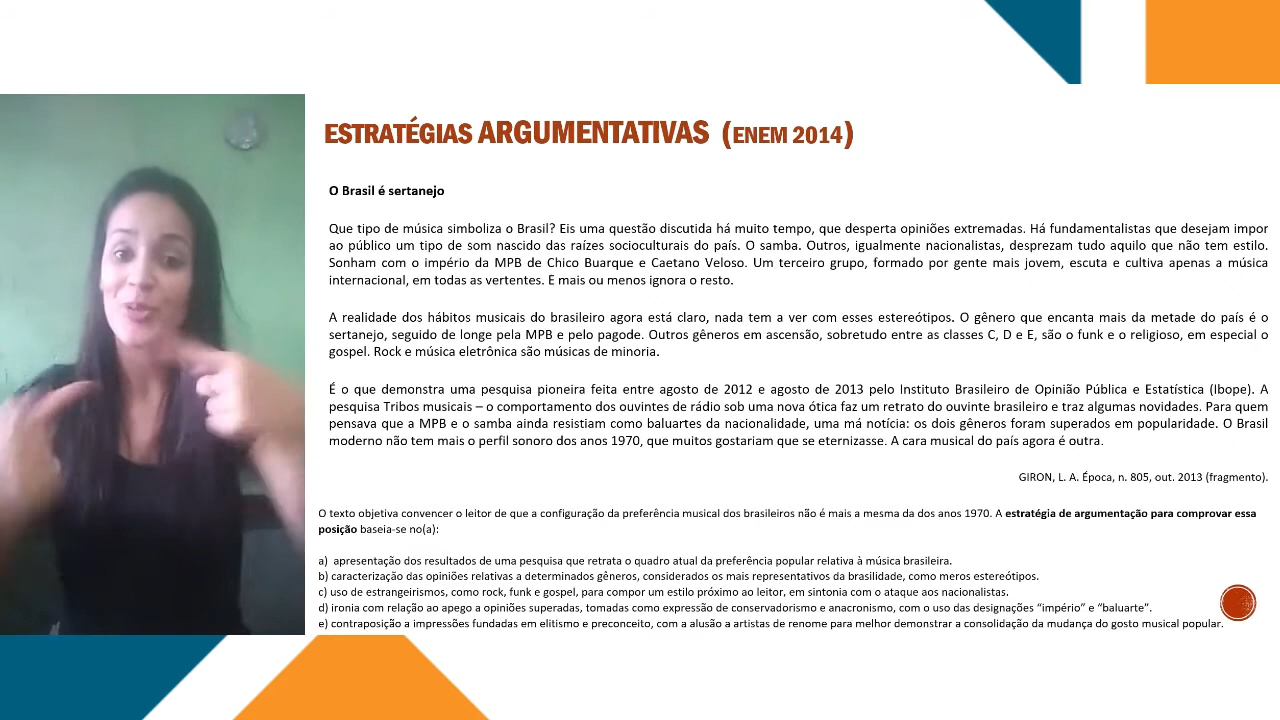 ESTRATÉGIAS ARGUMENTATIVAS (ENEM 2014)
O Brasil é sertanejo
Que tipo de música simboliza o Brasil? Eis uma questão discutida há muito tempo, que desperta opiniões extremadas. Há fundamentalistas que desejam impor
ao público um tipo de som nascido das raízes socioculturais do país. O samba. Outros, igualmente nacionalistas, desprezam tudo aquilo que não tem estilo.
Sonham com o império da MPB de Chico Buarque e Caetano Veloso. Um terceiro grupo, formado por gente mais jovem, escuta e cultiva apenas a música
internacional, em todas as vertentes. E mais ou menos ignora o resto.
A realidade dos hábitos musicais do brasileiro agora está claro, nada tem a ver com esses estereótipos. O gênero que encanta mais da metade do país é o
sertanejo, seguido de longe pela MPB e pelo pagode. Outros gêneros em ascensão, sobretudo entre as classes C, D e E, são o funk e o religioso, em especial o
gospel. Rock e música eletrônica são músicas de minoria.
É o que demonstra uma pesquisa pioneira feita entre agosto de 2012 e agosto de 2013 pelo Instituto Brasileiro de Opinião Pública e Estatística (Ibope). A
pesquisa Tribos musicais – o comportamento dos ouvintes de rádio sob uma nova ótica faz um retrato do ouvinte brasileiro e traz algumas novidades. Para quem
pensava que a MPB e o samba ainda resistiam como baluartes da nacionalidade, uma má notícia: os dois gêneros foram superados em popularidade. O Brasil
moderno não tem mais o perfil sonoro dos anos 1970, que muitos gostariam que se eternizasse. A cara musical do país agora é outra.
GIRON, L. A. Época, n. 805, out. 2013 (fragmento).
O texto objetiva convencer o leitor de que a configuração da preferência musical dos brasileiros não é mais a mesma da dos anos 1970. A estratégia de argumentação para comprovar essa
posição baseia-se no(a):
a) apresentação dos resultados de uma pesquisa que retrata o quadro atual da preferência popular relativa à música brasileira.
b) caracterização das opiniões relativas a determinados gêneros, considerados os mais representativos da brasilidade, como meros estereótipos.
c) uso de estrangeirismos, como rock, funk e gospel, para compor um estilo próximo ao leitor, em sintonia com o ataque aos nacionalistas.
d) ironia com relação ao apego a opiniões superadas, tomadas como expressão de conservadorismo e anacronismo, com o uso das designações “império” e “baluarte”.
e) contraposição a impressões fundadas em elitismo e preconceito, com a alusão a artistas de renome para melhor demonstrar a consolidação da mudança do gosto musical popular.